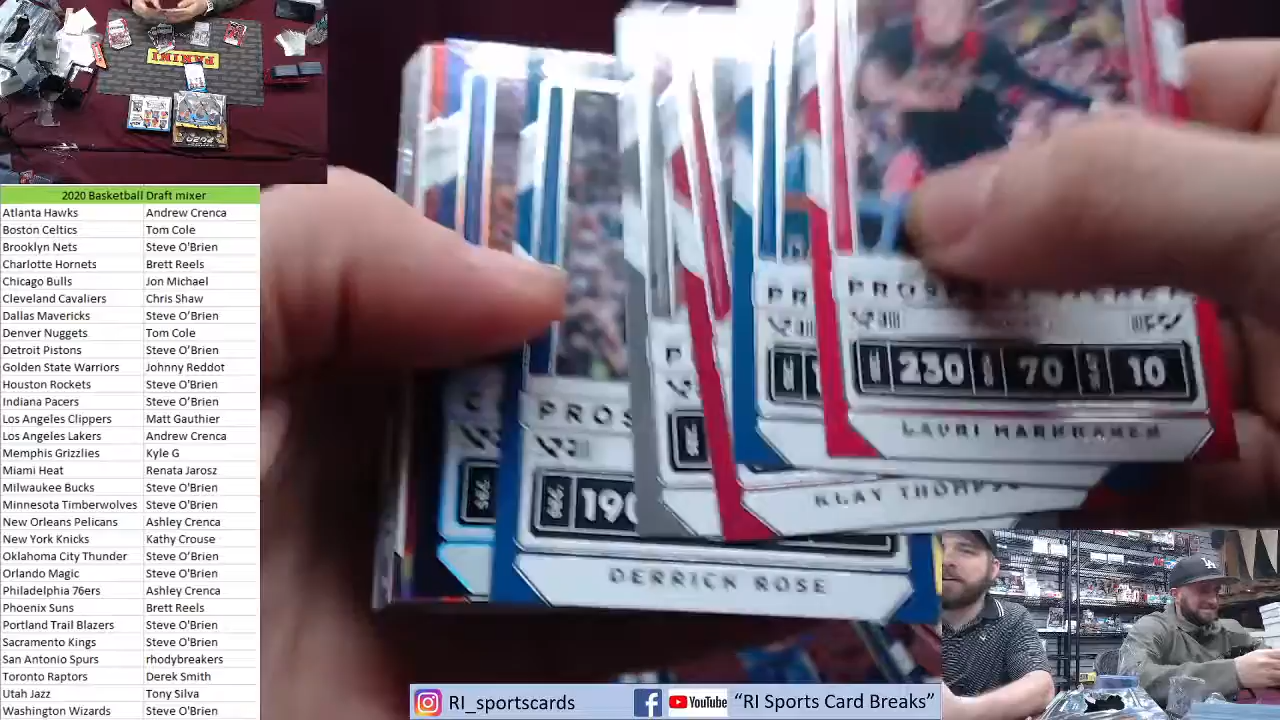 PANINI
2020 Basketball Draft mixer
Atlanta Hawks Andrew Crenca
Boston Celtics Tom Cole
Brooklyn Nets Steve O'Brien
Charlotte Hornets Brett Reels
Chicago Bulls Jon Michael
Cleveland Cavaliers Chris Shaw
Dallas Mavericks Steve O'Brien
Denver Nuggets Tom Cole
Detroit Pistons Steve O'Brien
Golden State Warriors Johnny Reddot
Houston Rockets Steve O'Brien
Indiana Pacers Steve O'Brien
Los Angeles Clippers Matt Gauthier
Los Angeles Lakers Andrew Crenca
Memphis Grizzlies Kyle G
Miami Heat Renata Jarosz
Milwaukee Bucks Steve O'Brien
Minnesota Timberwolves Steve O'Brien
New Orleans Pelicans Ashley Crenca
New York Knicks Kathy Crouse
Oklahoma City Thunder Steve O'Brien
Orlando Magic Steve O'Brien
Philadelphia 76ers Ashley Crenca
Phoenix Suns Brett Reels
Portland Trail Blazers Steve O'Brien
Sacramento Kings Steve O'Brien
San Antonio Spurs rhodybreakers
Toronto Raptors Derek Smith
Utah Jazz Tony Silva
Washington Wizards Steve O'Brien
230 70 10
LAURI MARKKANEN
KLAY THOMPS
PROS
190
DERRICK ROSE
RI_sportscards YouTube "RI Sports Card Breaks"